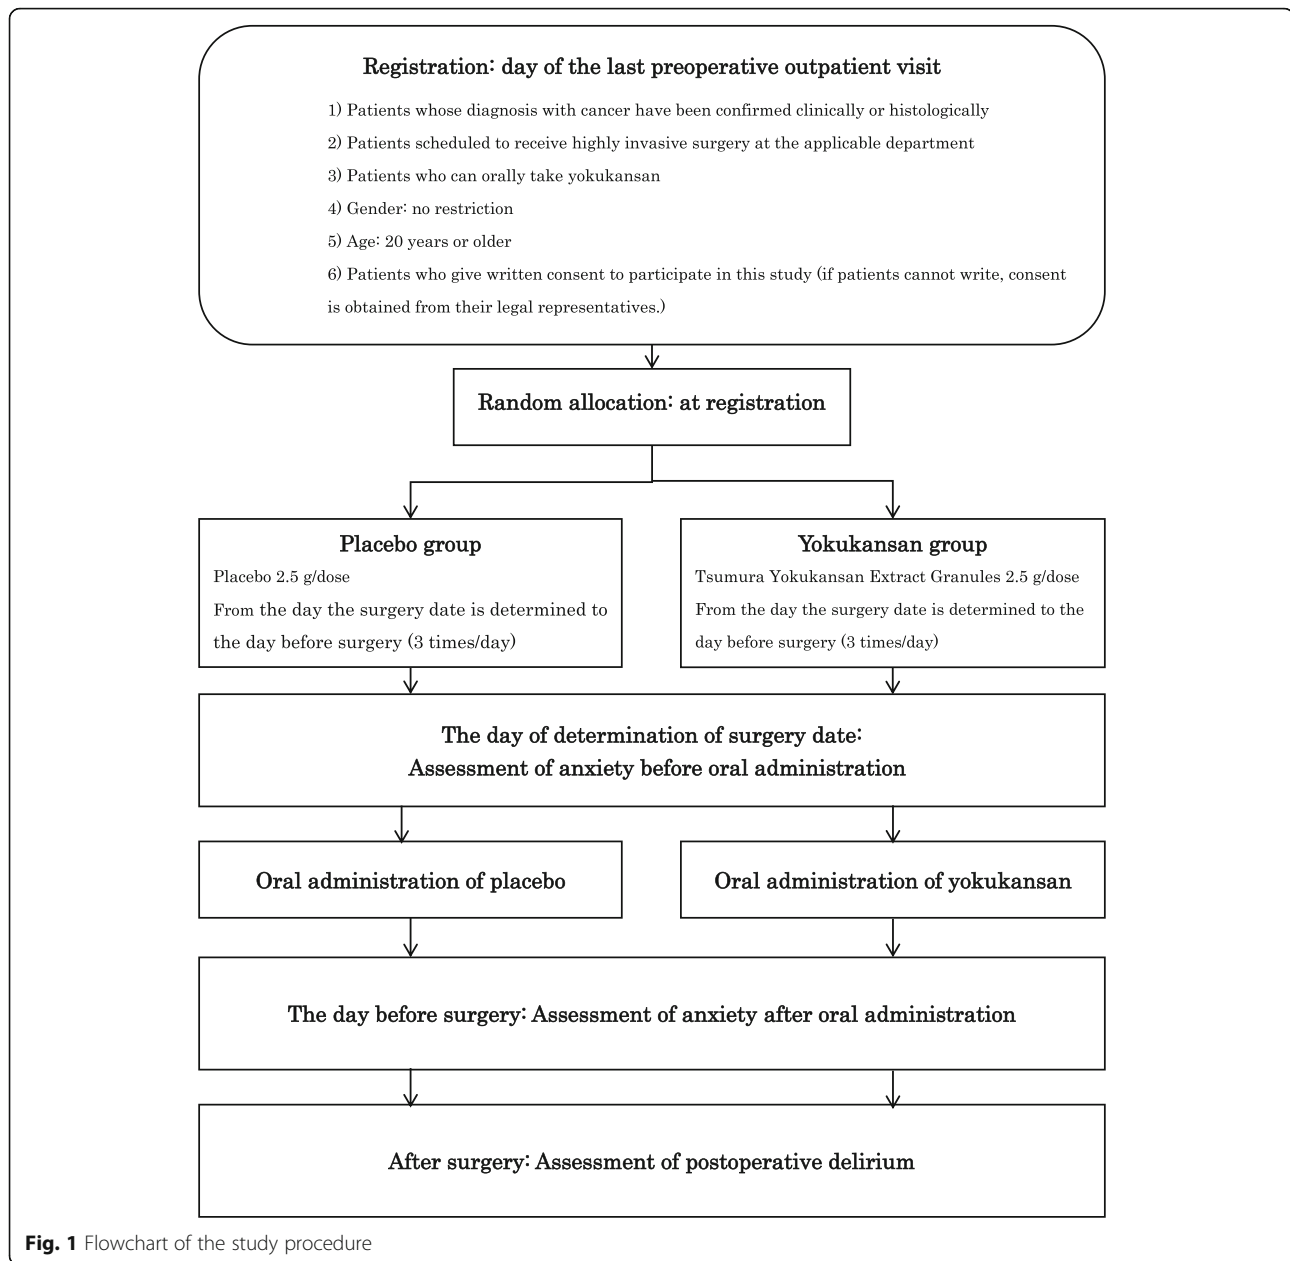 Registration: day of the last preoperative outpatient visit
1) Patients whose diagnosis with cancer have been confirmed clinically or histologically
2) Patients scheduled to receive highly invasive surgery at the applicable department
3) Patients who can orally take yokukansan
4) Gender: no restriction
5) Age: 20 years or older
6) Patients who give written consent to participate in this study (if patients cannot write, consent
is obtained from their legal representatives.)
Random allocation: at registration
Placebo group
Placebo 2.5 g/dose
From the day the surgery date is determined to
the day before surgery (3 times/day)
Yokukansan group
Tsumura Yokukansan Extract Granules 2.5 g/dose
From the day the surgery date is determined to the
day before surgery (3 times/day)
The day of determination of surgery date:
Assessment of anxiety before oral administration
Oral administration of placebo
Oral administration of yokukansan
The day before surgery: Assessment of anxiety after oral administration
After surgery: Assessment of postoperative delirium
Fig. 1 Flowchart of the study procedure